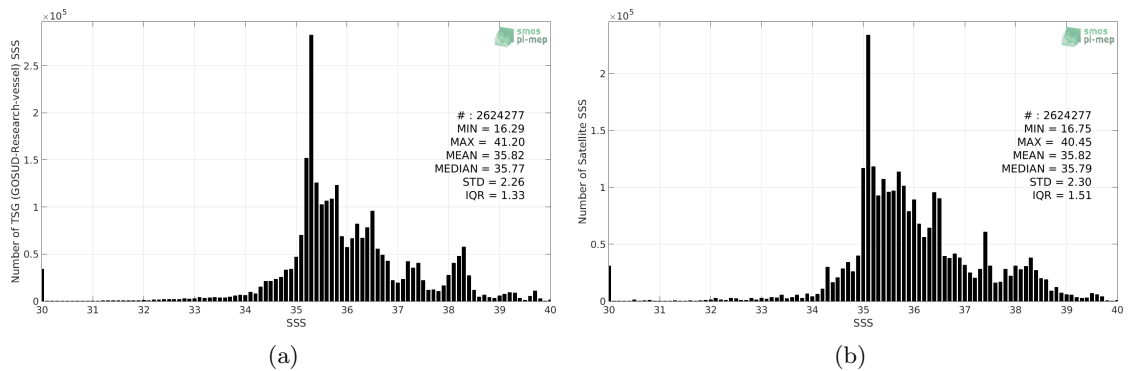 ×10^5
smos
pi-mep
Number of TSG (GOSUD-Research-vessel) SSS
2.5
2
1.5
1
0.5
0
# : 2624277
MIN = 16.29
MAX = 41.20
MEAN = 35.82
MEDIAN = 35.77
STD = 2.26
IQR = 1.33
30 31 32 33 34 35 36 37 38 39 40
SSS
(a)
×10^5
smos
pi-mep
Number of Satellite SSS
2
1.5
1
0.5
0
# : 2624277
MIN = 16.75
MAX = 40.45
MEAN = 35.82
MEDIAN = 35.79
STD = 2.30
IQR = 1.51
30 31 32 33 34 35 36 37 38 39 40
SSS
(b)